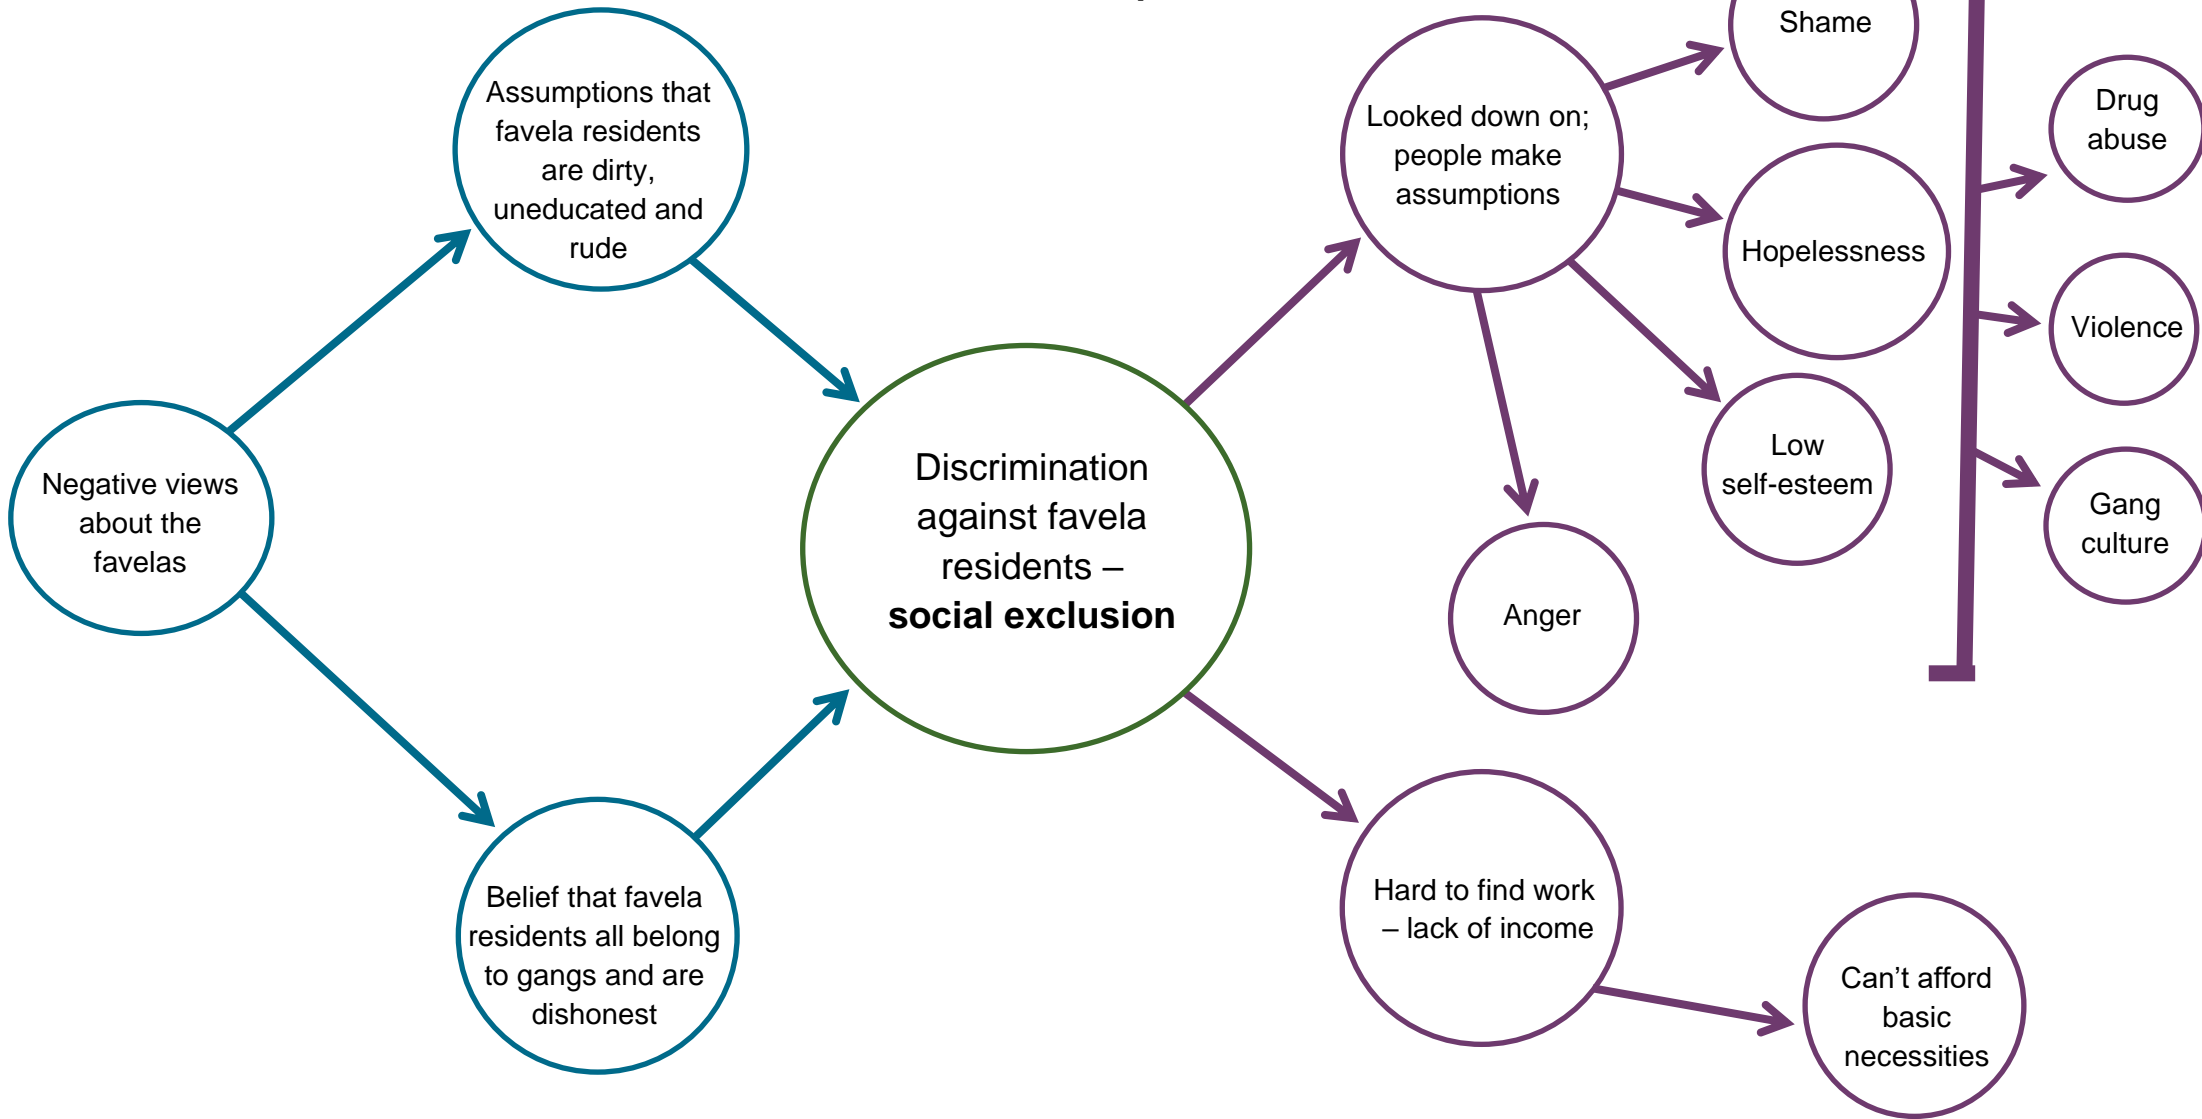 Assumptions that
favela residents
are dirty,
uneducated and
rude
Negative views
about the
favelas
Belief that favela
residents all belong
to gangs and are
dishonest
Discrimination
against favela
residents –
social exclusion
Looked down on;
people make
assumptions
Shame
Hopelessness
Low
self-esteem
Anger
Drug
abuse
Violence
Gang
culture
Hard to find work
– lack of income
Can’t afford
basic
necessities